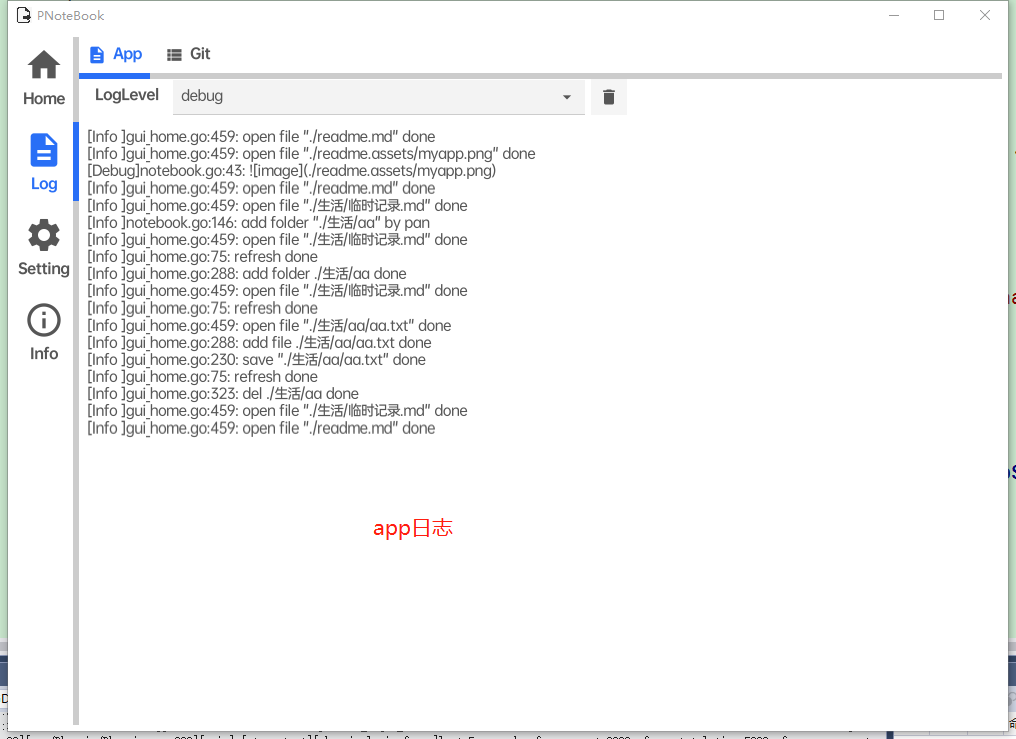 PNoteBook
App
Git
Home
LogLevel
debug
Log
Setting
Info
[Info ]gui_home.go:459: open file "./readme.md" done
[Info ]gui_home.go:459: open file "./readme.assets/myapp.png" done
[Debug]notebook.go:43: ![image](./readme.assets/myapp.png)
[Info ]gui_home.go:459: open file "./readme.md" done
[Info ]gui_home.go:459: open file "./生活/临时记录.md" done
[Info ]notebook.go:146: add folder "./生活/aa" by pan
[Info ]gui_home.go:459: open file "./生活/临时记录.md" done
[Info ]gui_home.go:75: refresh done
[Info ]gui_home.go:288: add folder ./生活/aa done
[Info ]gui_home.go:459: open file "./生活/临时记录.md" done
[Info ]gui_home.go:75: refresh done
[Info ]gui_home.go:459: open file "./生活/aa/aa.txt" done
[Info ]gui_home.go:288: add file ./生活/aa/aa.txt done
[Info ]gui_home.go:230: save "./生活/aa/aa.txt" done
[Info ]gui_home.go:75: refresh done
[Info ]gui_home.go:323: del ./生活/aa done
[Info ]gui_home.go:459: open file "./生活/临时记录.md" done
[Info ]gui_home.go:459: open file "./readme.md" done
app日志